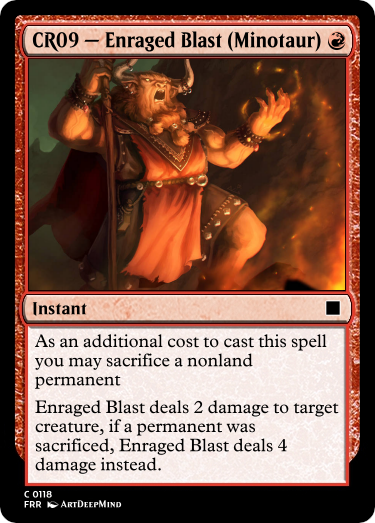 CR09 — Enraged Blast (Minotaur)
Instant
As an additional cost to cast this spell
you may sacrifice a nonland
permanent
Enraged Blast deals 2 damage to target
creature, if a permanent was
sacrificed, Enraged Blast deals 4
damage instead.
C 0118
FRR ArtDeepMind